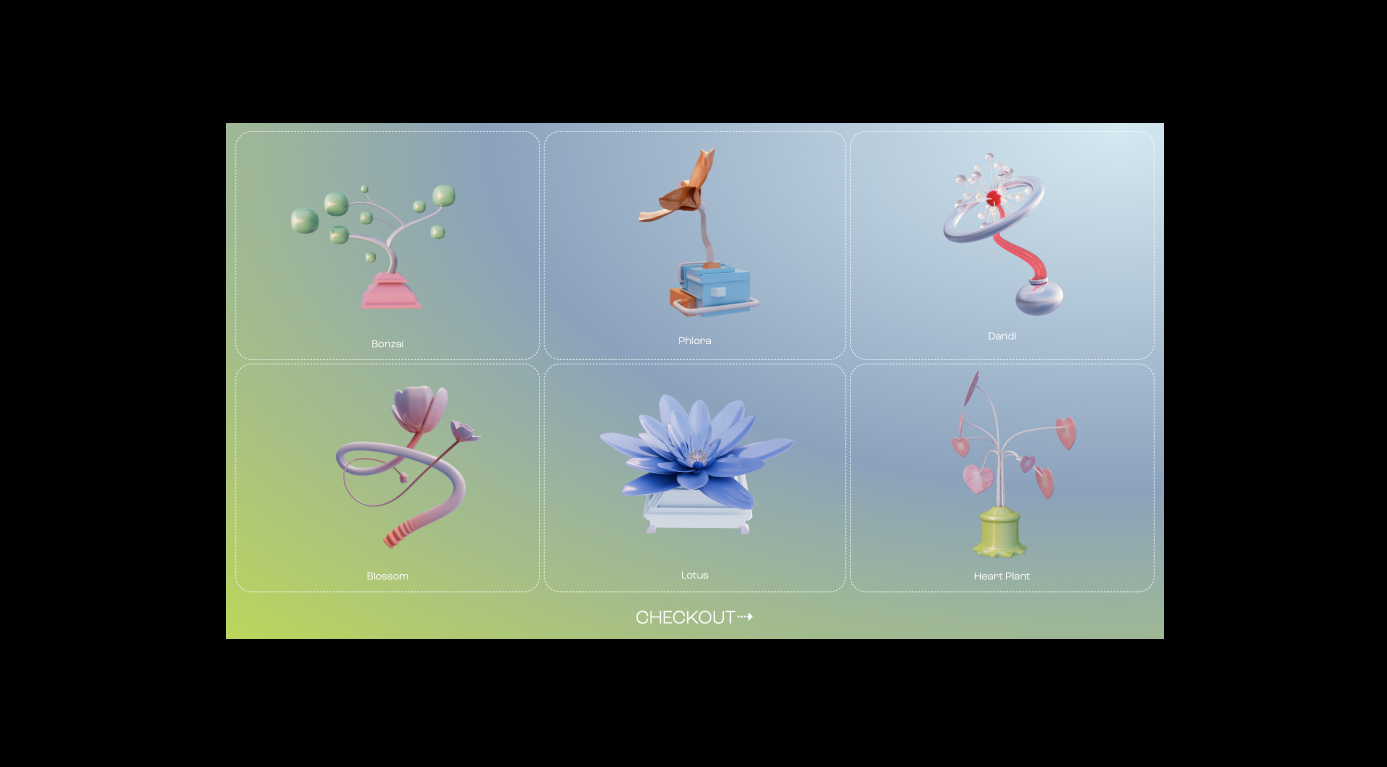 Bonzai
Phlora
Dandi
Blossom
Lotus
Heart Plant
CHECKOUT